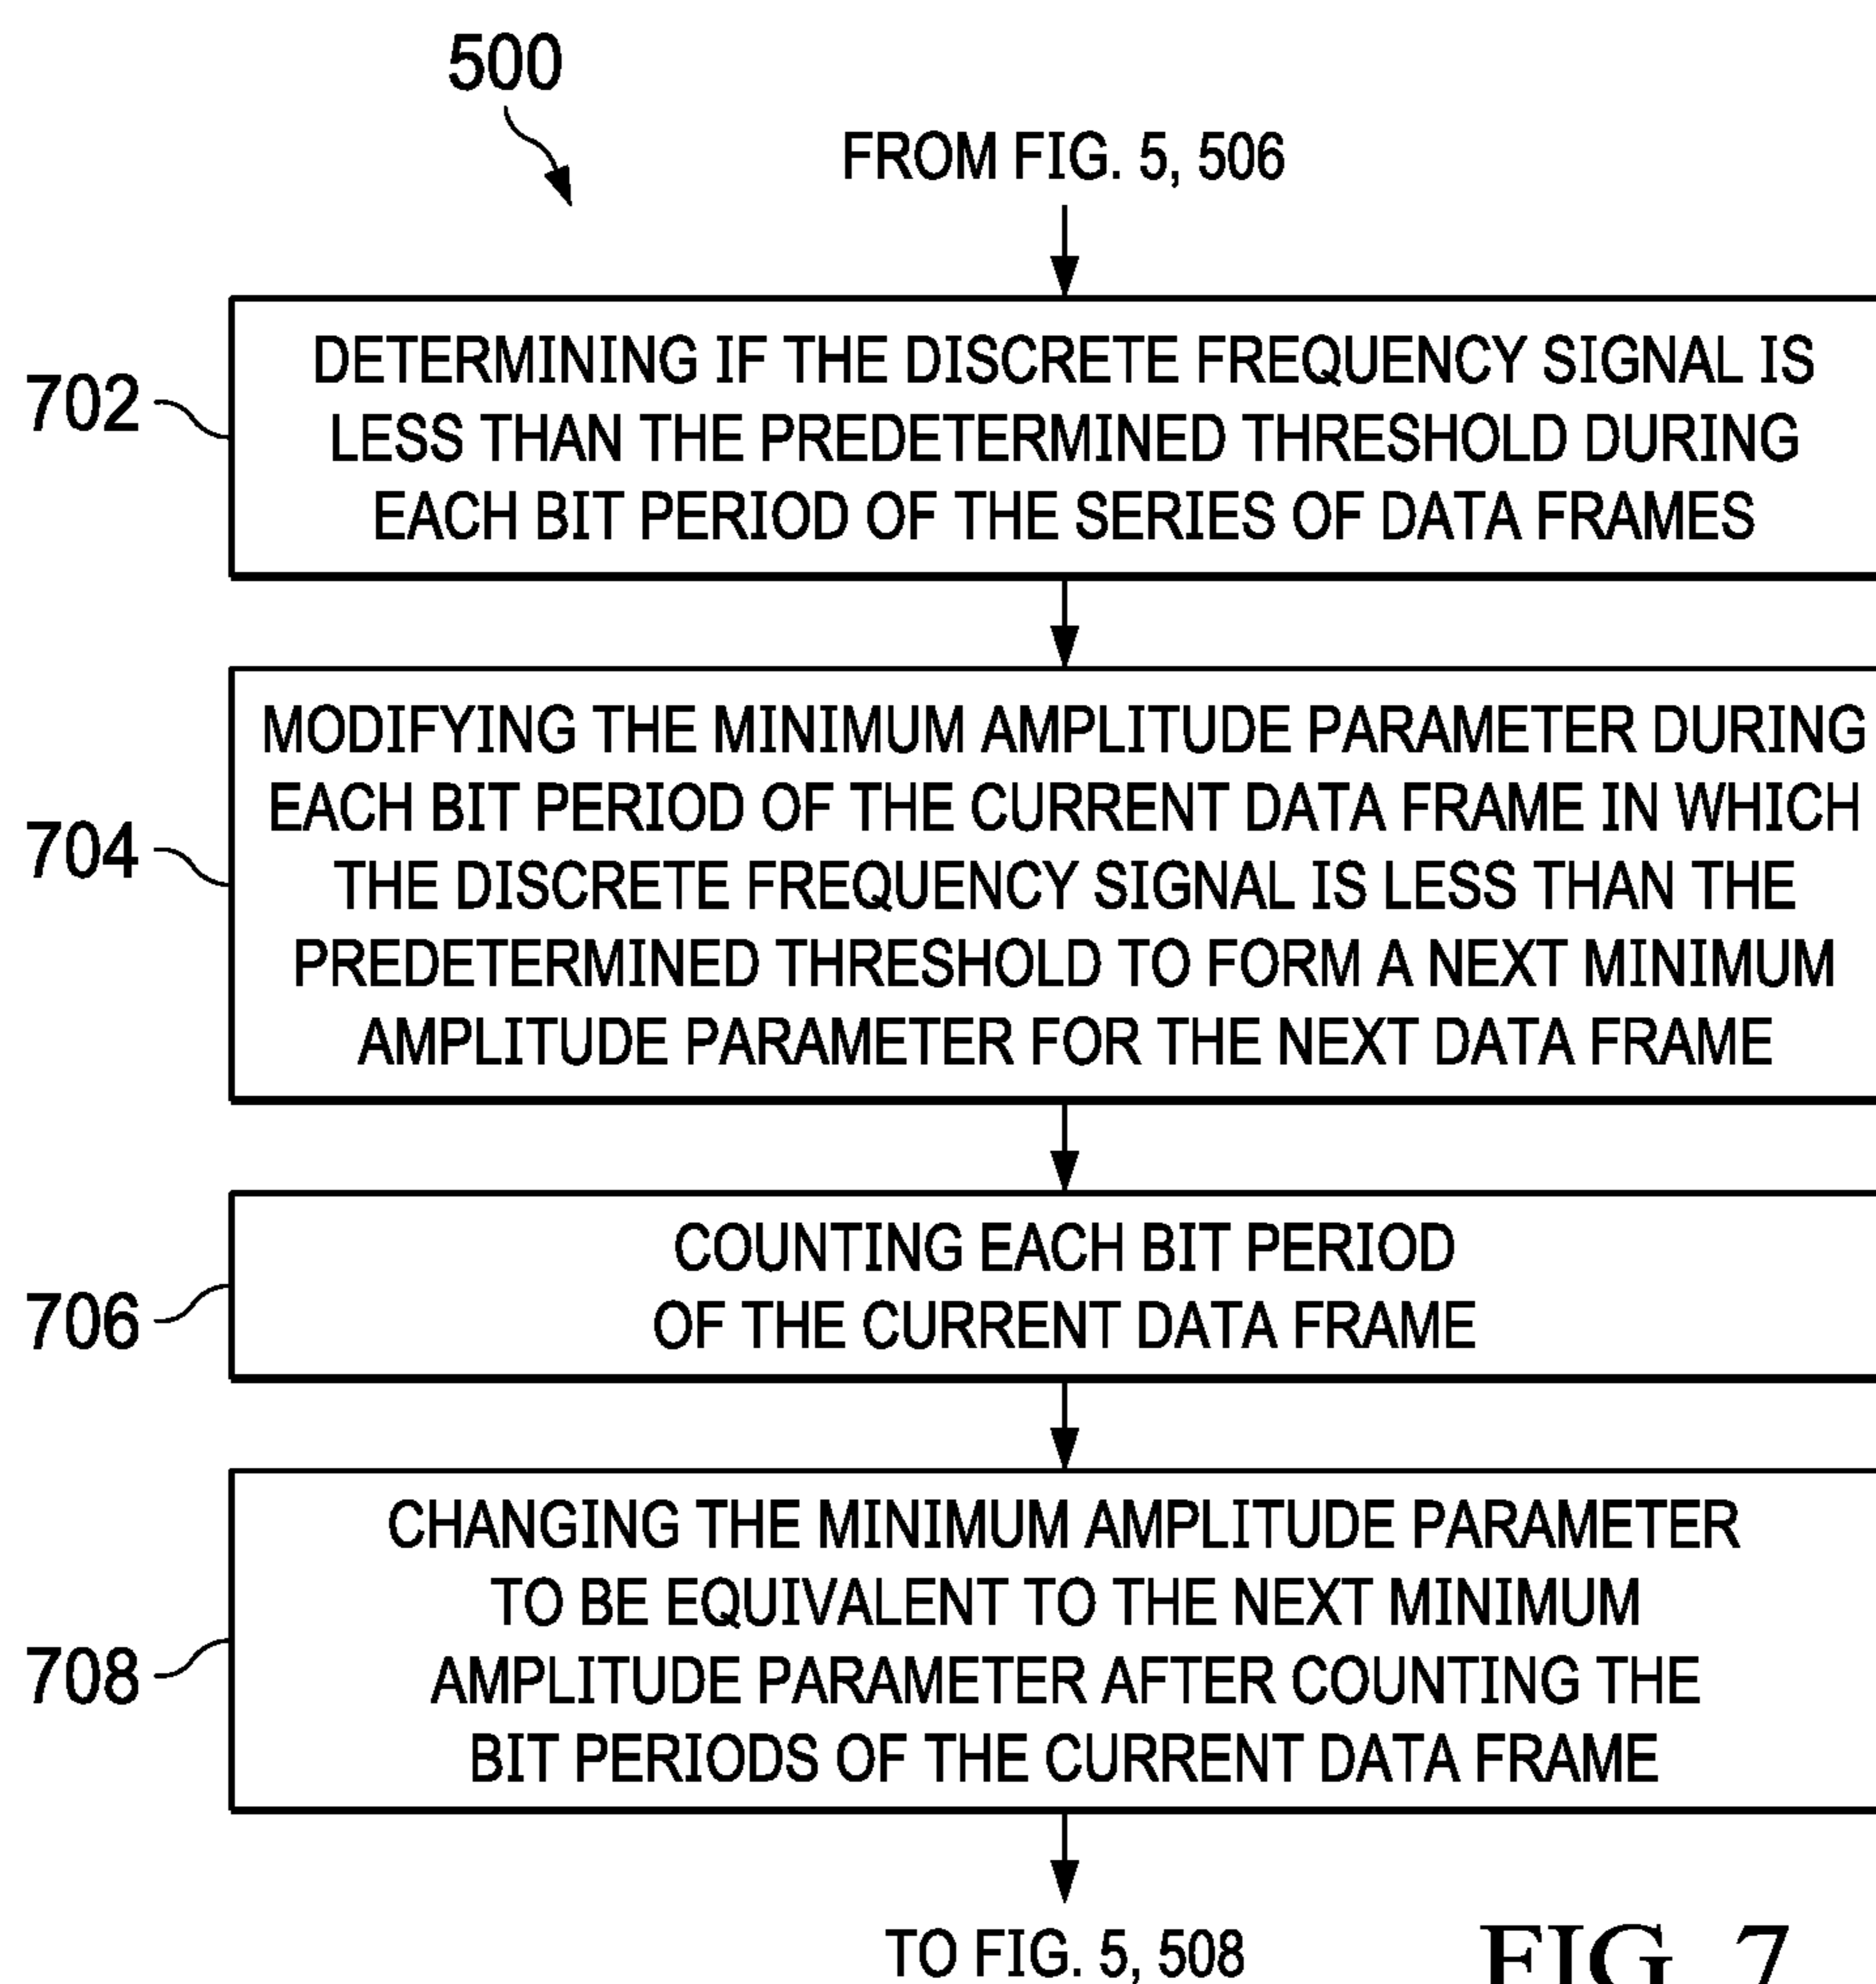 500
FROM FIG. 5, 506
702
DETERMINING IF THE DISCRETE FREQUENCY SIGNAL IS
LESS THAN THE PREDETERMINED THRESHOLD DURING
EACH BIT PERIOD OF THE SERIES OF DATA FRAMES
704
MODIFYING THE MINIMUM AMPLITUDE PARAMETER DURING
EACH BIT PERIOD OF THE CURRENT DATA FRAME IN WHICH
THE DISCRETE FREQUENCY SIGNAL IS LESS THAN THE
PREDETERMINED THRESHOLD TO FORM A NEXT MINIMUM
AMPLITUDE PARAMETER FOR THE NEXT DATA FRAME
706
COUNTING EACH BIT PERIOD
OF THE CURRENT DATA FRAME
708
CHANGING THE MINIMUM AMPLITUDE PARAMETER
TO BE EQUIVALENT TO THE NEXT MINIMUM
AMPLITUDE PARAMETER AFTER COUNTING THE
BIT PERIODS OF THE CURRENT DATA FRAME
TO FIG. 5, 508
FIG. 7